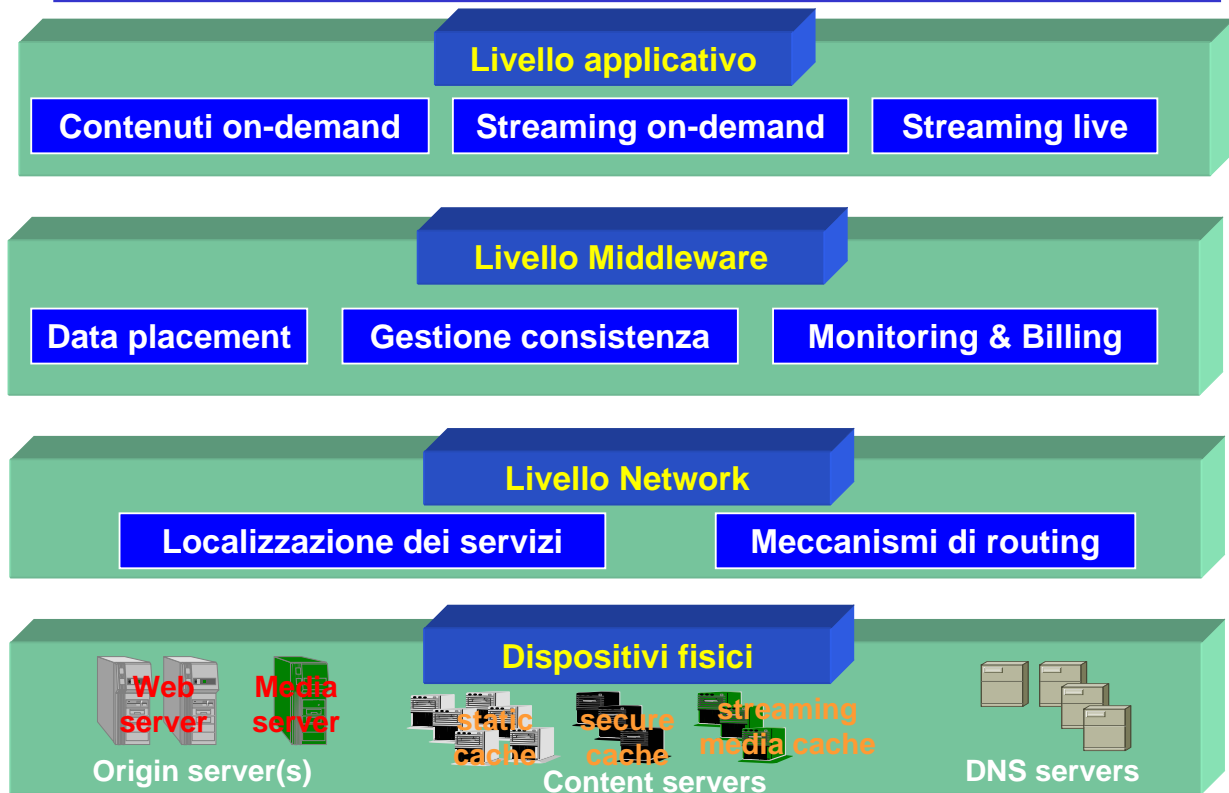 Livello applicativo
Contenuti on-demand
Streaming on-demand
Streaming live
Livello Middleware
Data placement
Gestione consistenza
Monitoring & Billing
Livello Network
Localizzazione dei servizi
Meccanismi di routing
Dispositivi fisici
Web
server
Media
server
Origin server(s)
static
cache
secure
cache
streaming
media cache
Content servers
DNS servers